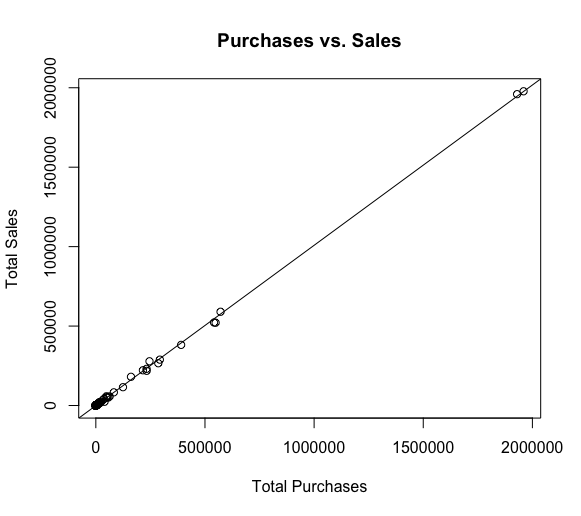 Purchases vs. Sales
Total Sales
2000000
1500000
1000000
500000
0
0 500000 1000000 1500000 2000000
Total Purchases